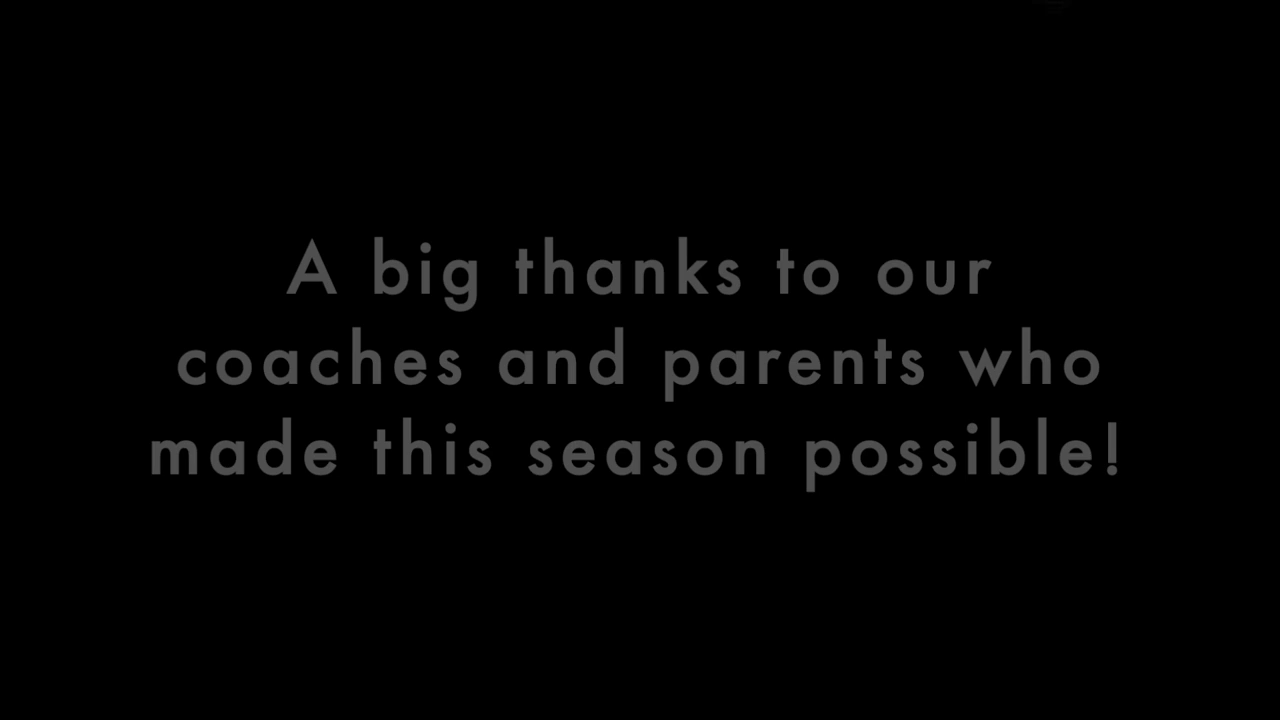 A big thanks to our
coaches and parents who
made this season possible!